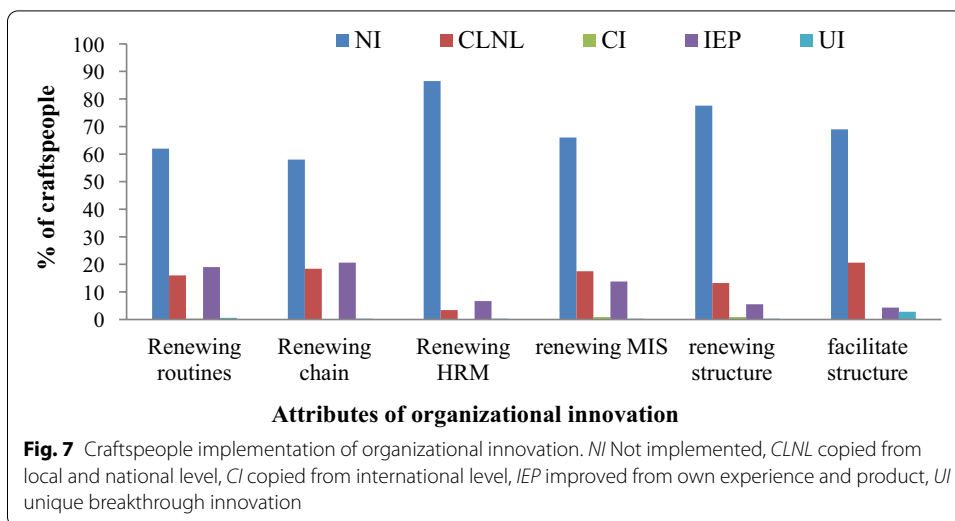 NI CLNL CI IEP UI
% of craftspeople
100
90
80
70
60
50
40
30
20
10
0
Renewing routines
Renewing chain
Renewing HRM
renewing MIS
renewing structure
facilitate structure
Attributes of organizational innovation
Fig. 7 Craftspeople implementation of organizational innovation. NI Not implemented, CLNL copied from
local and national level, CI copied from international level, IEP improved from own experience and product, UI
unique breakthrough innovation